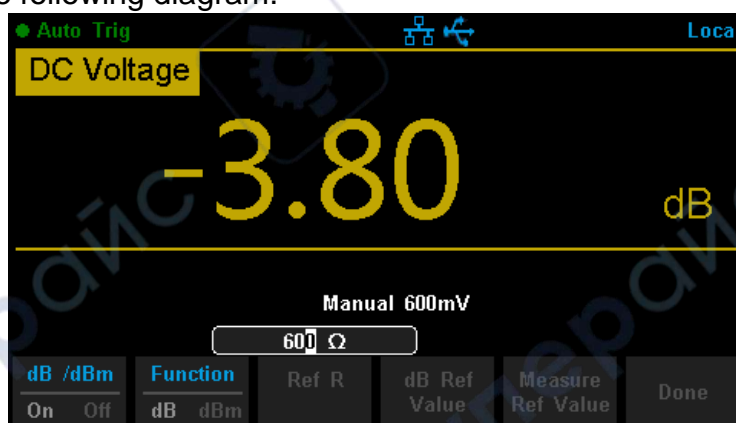 following diagram:
Auto Trig
Loca
DC Voltage
-3.80
dB
Manual 600mV
600 Ω
dB /dBm Function Ref R dB Ref Value Measure Ref Value Done
On Off dB dBm